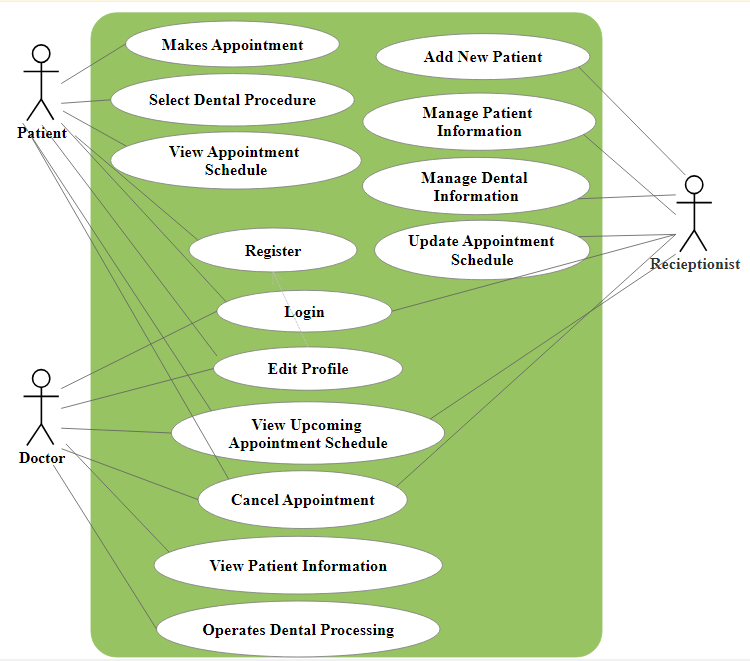 Makes Appointment
Select Dental Procedure
View Appointment
Schedule
Register
Login
Edit Profile
View Upcoming
Appointment Schedule
Cancel Appointment
View Patient Information
Operates Dental Processing
Add New Patient
Manage Patient
Information
Manage Dental
Information
Update Appointment
Schedule
Patient
Doctor
Recieptionist